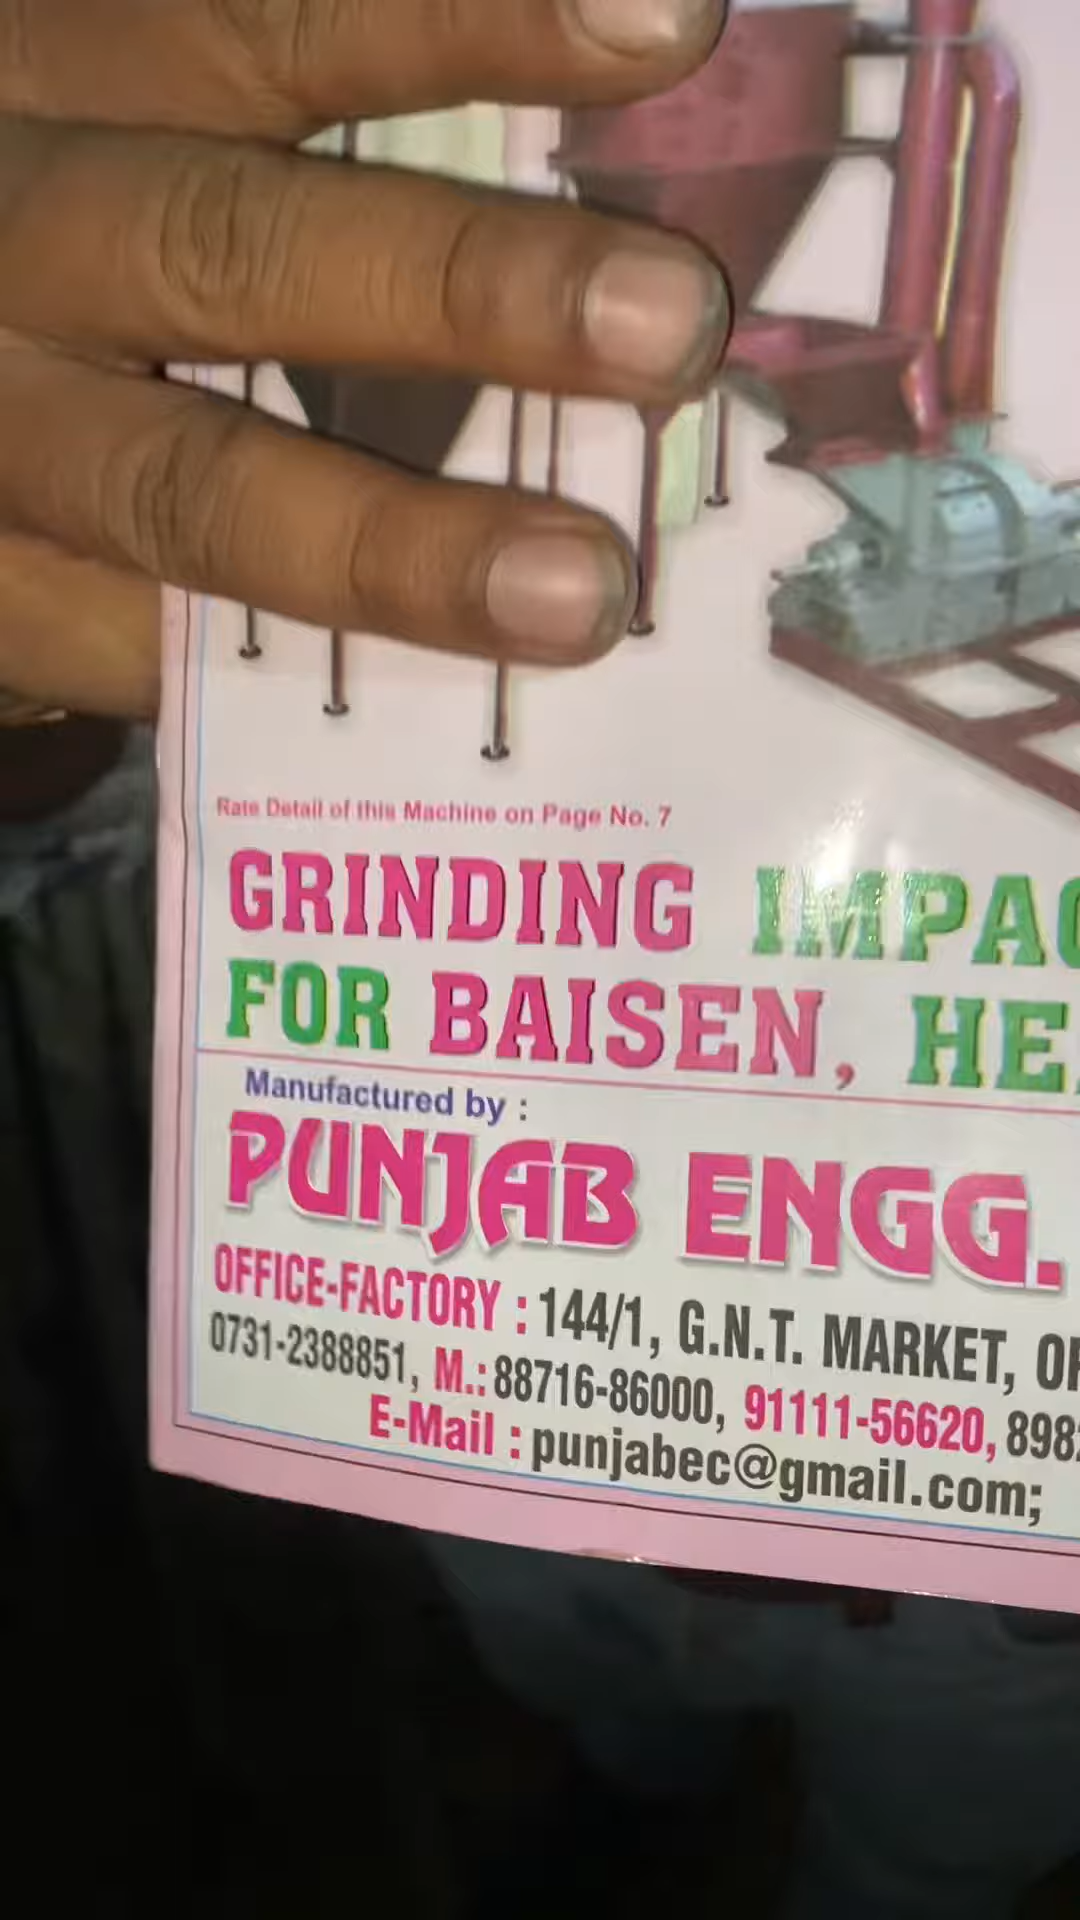 Rate Detail of this Machine on Page No. 7
GRINDING
FOR BAISEN,
Manufactured by :
PUNJAB ENGG.
OFFICE-FACTORY : 144/1, G.N.T. MARKET,
0731-2388851, M.: 88716-86000, 91111-56620,
E-Mail : punjabec@gmail.com;